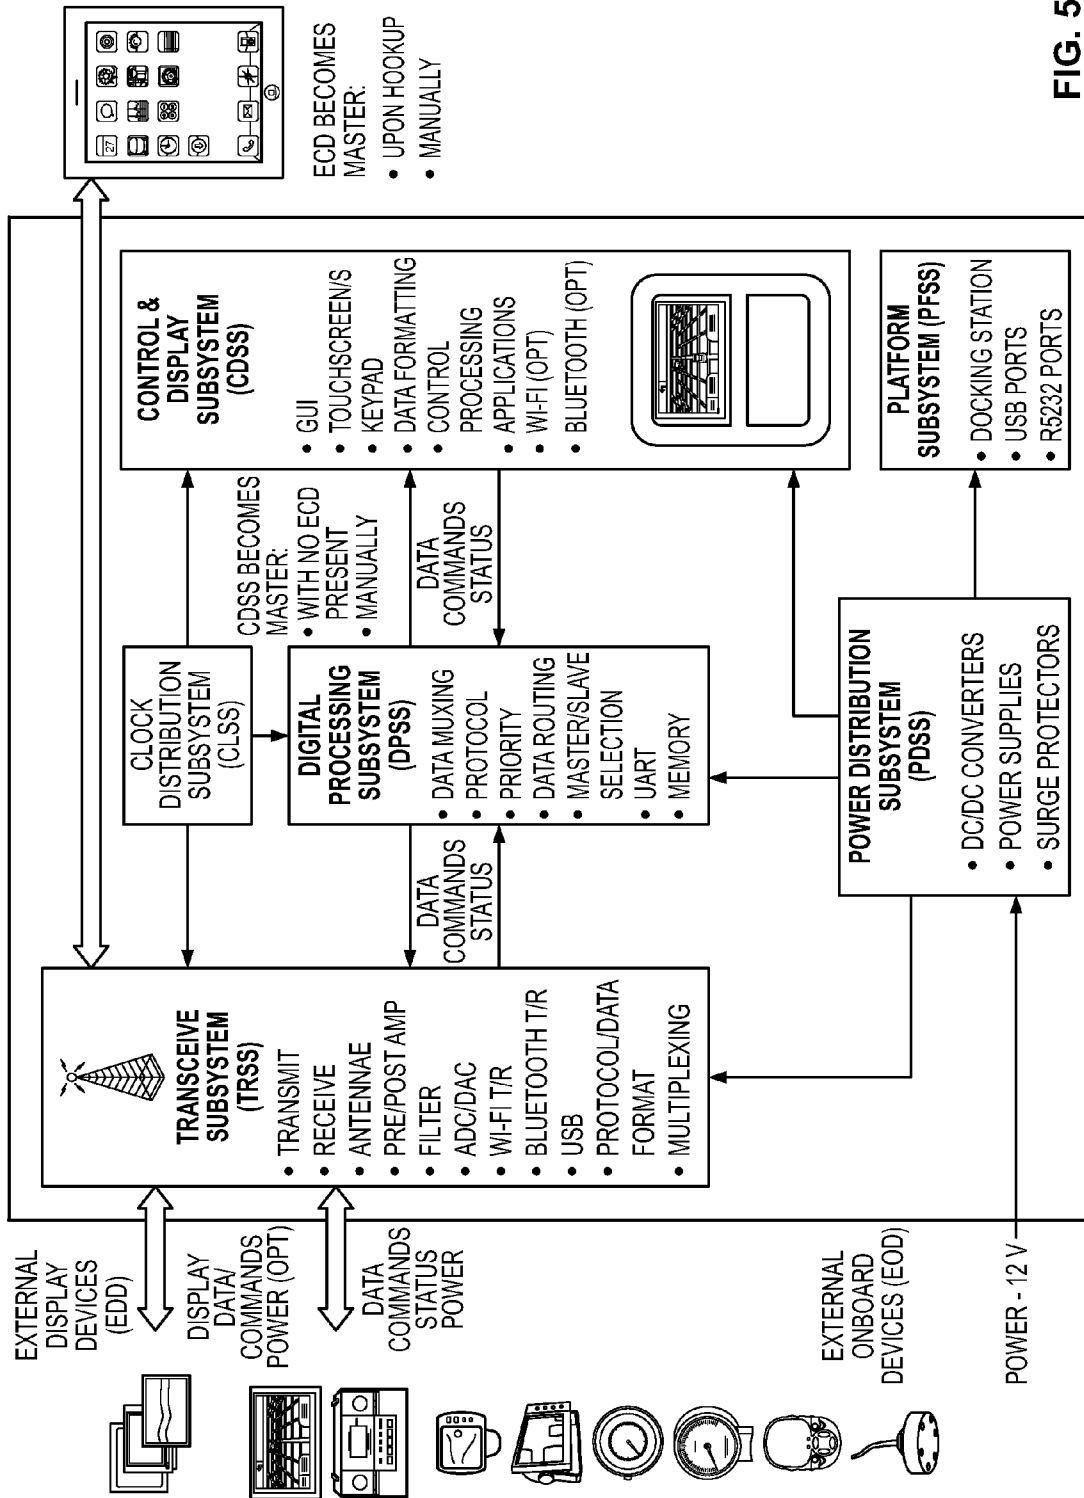 EXTERNAL
DISPLAY
DEVICES
(EDD)
DISPLAY
DATA/
COMMANDS
POWER (OPT)
DATA
COMMANDS
STATUS
POWER
EXTERNAL
ONBOARD
DEVICES (EOD)
POWER - 12 V
TRANSCEIVE
SUBSYSTEM
(TRSS)
• TRANSMIT
• RECEIVE
• ANTENNAE
• PRE/POST AMP
• FILTER
• ADC/DAC
• WI-FI T/R
• BLUETOOTH T/R
• USB
• PROTOCOL/DATA
FORMAT
• MULTIPLEXING
CLOCK
DISTRIBUTION
SUBSYSTEM
(CLSS)
DATA
COMMANDS
STATUS
DIGITAL
PROCESSING
SUBSYSTEM
(DPSS)
• DATA MUXING
• PROTOCOL
• PRIORITY
• DATA ROUTING
• MASTER/SLAVE
SELECTION
• UART
• MEMORY
POWER DISTRIBUTION
SUBSYSTEM
(PDSS)
• DC/DC CONVERTERS
• POWER SUPPLIES
• SURGE PROTECTORS
CDSS BECOMES
MASTER:
• WITH NO ECD
PRESENT
• MANUALLY
DATA
COMMANDS
STATUS
CONTROL &
DISPLAY
SUBSYSTEM
(CDSS)
• GUI
• TOUCHSCREEN/S
• KEYPAD
• DATA FORMATTING
• CONTROL
PROCESSING
• APPLICATIONS
• WI-FI (OPT)
• BLUETOOTH (OPT)
PLATFORM
SUBSYSTEM (PFSS)
• DOCKING STATION
• USB PORTS
• R5232 PORTS
27
ECD BECOMES
MASTER:
• UPON HOOKUP
• MANUALLY
FIG. 5